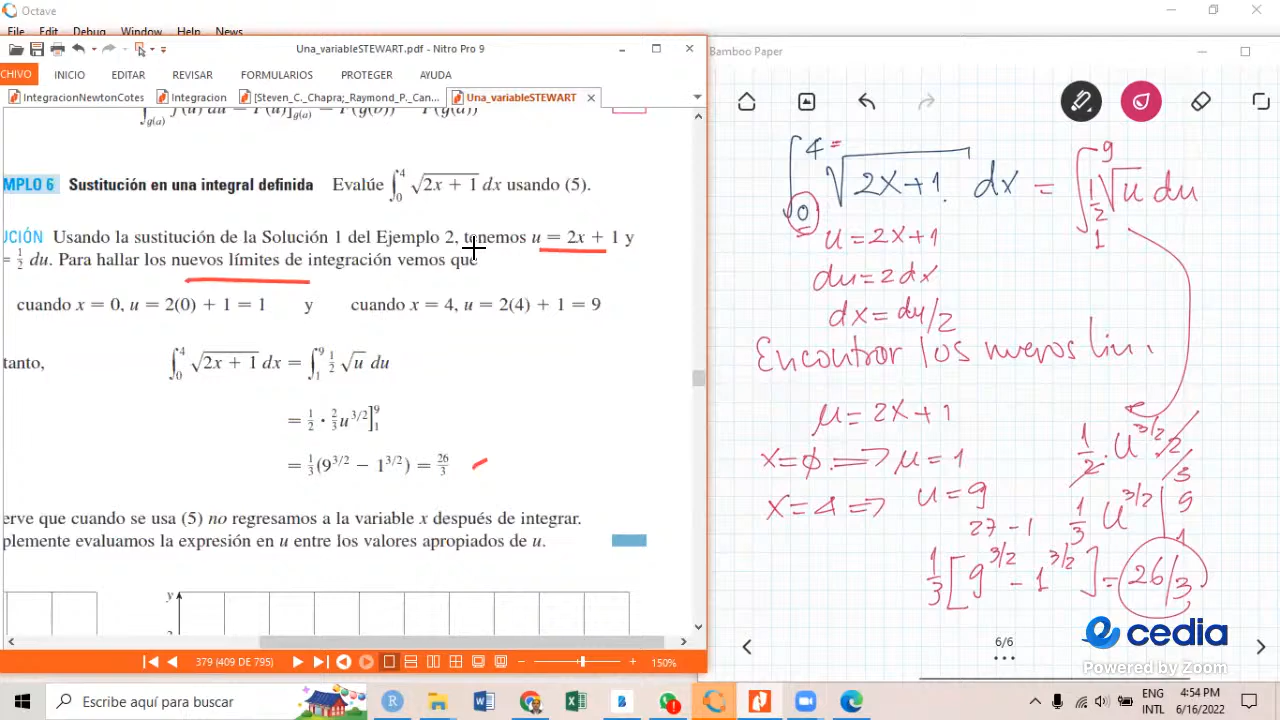 Octave
File Edit Debug Window Help News
Una_variableSTEWART.pdf - Nitro Pro 9
CHIVO INICIO EDITAR REVISAR FORMULARIOS PROTEGER AYUDA
IntegracionNewtonCotes Integracion [Steven_C._Chapra;_Raymond_P._Can... Una_variableSTEWART
MPLO 6 Sustitución en una integral definida Evalúe ∫₀⁴ √(2x + 1) dx usando (5).
UCIÓN Usando la sustitución de la Solución 1 del Ejemplo 2, tenemos u = 2x + 1 y
= ½ du. Para hallar los nuevos límites de integración vemos que
cuando x = 0, u = 2(0) + 1 = 1 y cuando x = 4, u = 2(4) + 1 = 9
tanto, ∫₀⁴ √(2x + 1) dx = ∫₁⁹ ½ √u du
= ½ · ⅔ u^3/2]₁⁹
= ⅓(9^3/2 − 1^3/2) = 26/3
erve que cuando se usa (5) no regresamos a la variable x después de integrar.
plemente evaluamos la expresión en u entre los valores apropiados de u.
y
379 (409 DE 795)
150%
Bamboo Paper
∫₀⁴ √(2x+1) dx = ∫₁⁹ ½ √u du
u=2x+1
du=2dx
dx=du/2
Encontrar los nuevos lim.
u=2x+1
x=0 ⟹ u=1
x=4 ⟹ u=9
1/2 · u^3/2 · 2/3
1/3 u^3/2 |₁⁹
27 - 1
1/3 [9^3/2 - 1^3/2] = 26/3
6/6
cedia
Powered by Zoom
Escribe aquí para buscar
ENG
INTL
4:54 PM
6/16/2022